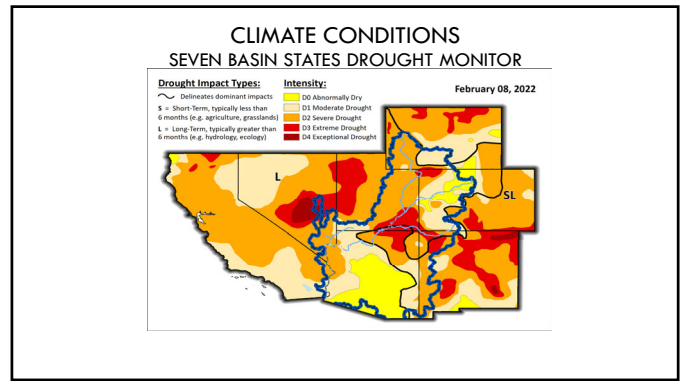 CLIMATE CONDITIONS
SEVEN BASIN STATES DROUGHT MONITOR
Drought Impact Types:
Delineates dominant impacts
S = Short-Term, typically less than
6 months (e.g. agriculture, grasslands)
L = Long-Term, typically greater than
6 months (e.g. hydrology, ecology)
Intensity:
D0 Abnormally Dry
D1 Moderate Drought
D2 Severe Drought
D3 Extreme Drought
D4 Exceptional Drought
February 08, 2022
L
SL